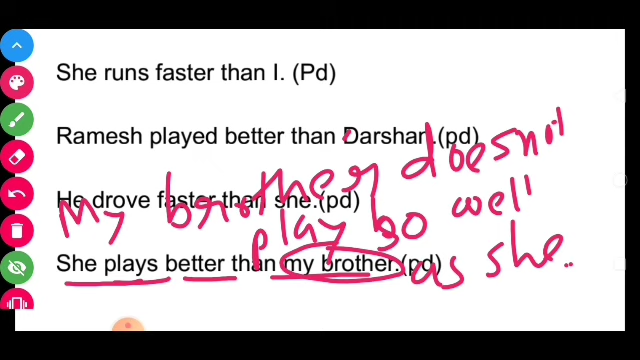 She runs faster than I. (Pd)
Ramesh played better than Darshan.(pd)
He drove faster than she.(pd)
She plays better than my brother.(pd)
My brother doesnot
play so well
as she.